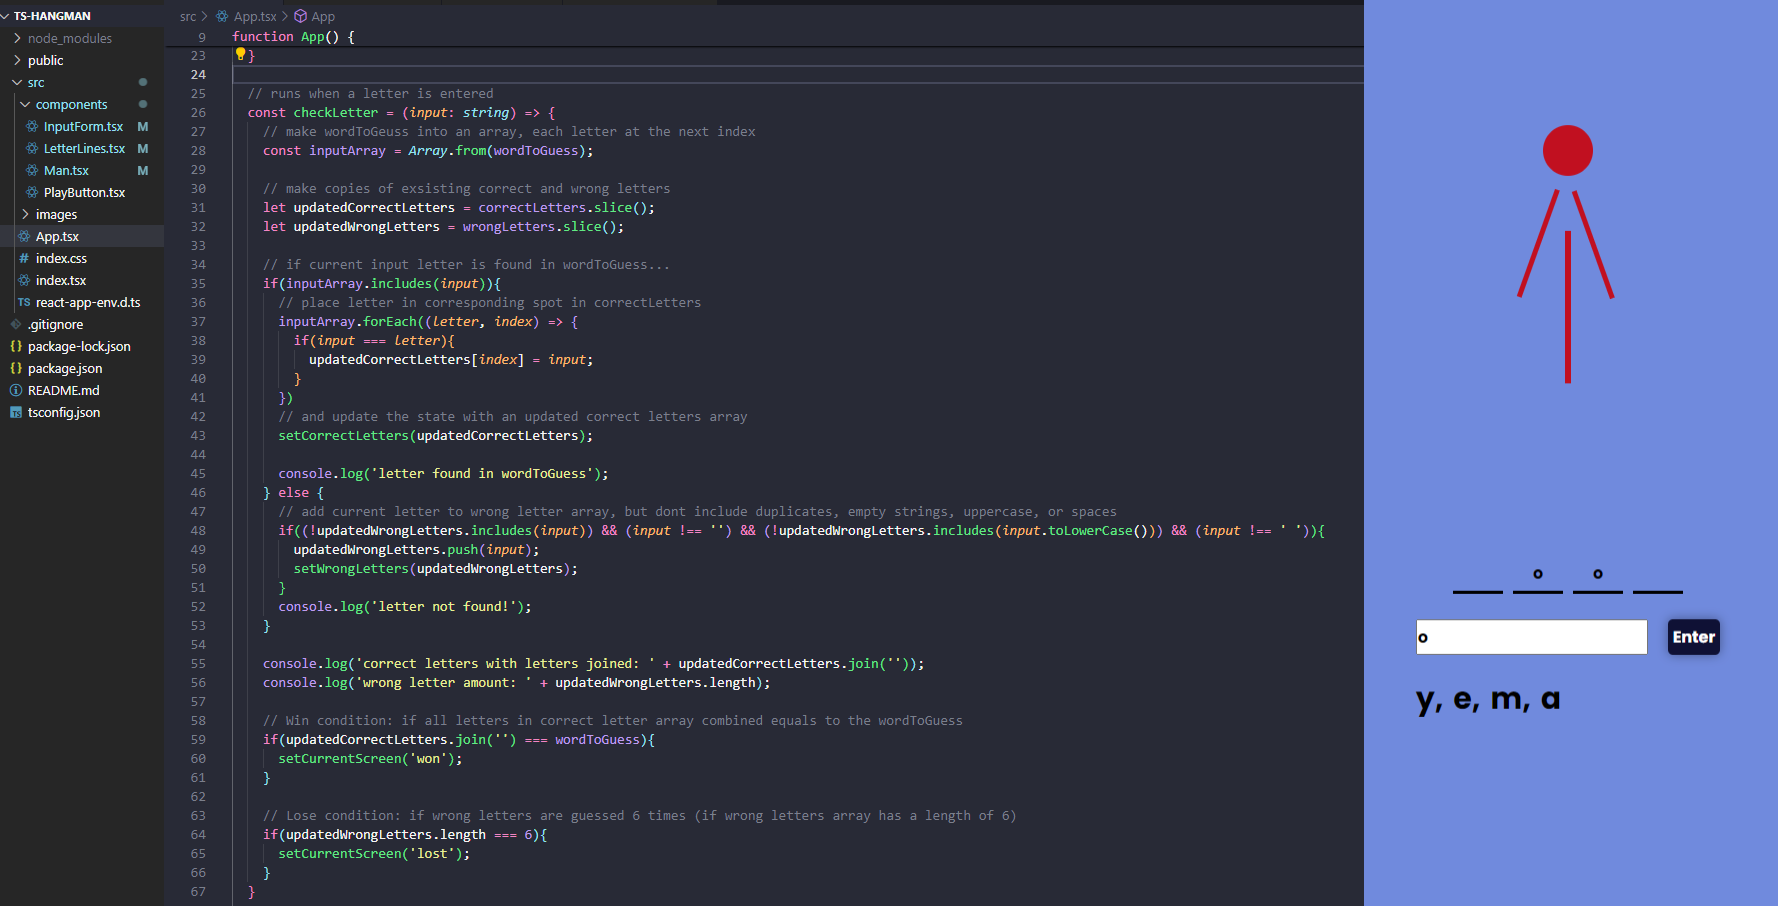 TS-HANGMAN
node_modules
public
src
components
InputForm.tsx M
LetterLines.tsx M
Man.tsx M
PlayButton.tsx
images
App.tsx
# index.css
index.tsx
TS react-app-env.d.ts
.gitignore
{} package-lock.json
{} package.json
README.md
TS tsconfig.json
src > App.tsx > App
9 function App() {
23 }
24
25 // runs when a letter is entered
26 const checkLetter = (input: string) => {
27 // make wordToGeuss into an array, each letter at the next index
28 const inputArray = Array.from(wordToGuess);
29
30 // make copies of exsisting correct and wrong letters
31 let updatedCorrectLetters = correctLetters.slice();
32 let updatedWrongLetters = wrongLetters.slice();
33
34 // if current input letter is found in wordToGuess...
35 if(inputArray.includes(input)){
36 // place letter in corresponding spot in correctLetters
37 inputArray.forEach((letter, index) => {
38 if(input === letter){
39 updatedCorrectLetters[index] = input;
40 }
41 })
42 // and update the state with an updated correct letters array
43 setCorrectLetters(updatedCorrectLetters);
44
45 console.log('letter found in wordToGuess');
46 } else {
47 // add current letter to wrong letter array, but dont include duplicates, empty strings, uppercase, or spaces
48 if((!updatedWrongLetters.includes(input)) && (input !== '') && (!updatedWrongLetters.includes(input.toLowerCase())) && (input !== ' ')){
49 updatedWrongLetters.push(input);
50 setWrongLetters(updatedWrongLetters);
51 }
52 console.log('letter not found!');
53 }
54
55 console.log('correct letters with letters joined: ' + updatedCorrectLetters.join(''));
56 console.log('wrong letter amount: ' + updatedWrongLetters.length);
57
58 // Win condition: if all letters in correct letter array combined equals to the wordToGuess
59 if(updatedCorrectLetters.join('') === wordToGuess){
60 setCurrentScreen('won');
61 }
62
63 // Lose condition: if wrong letters are guessed 6 times (if wrong letters array has a length of 6)
64 if(updatedWrongLetters.length === 6){
65 setCurrentScreen('lost');
66 }
67 }
o o
o Enter
y, e, m, a